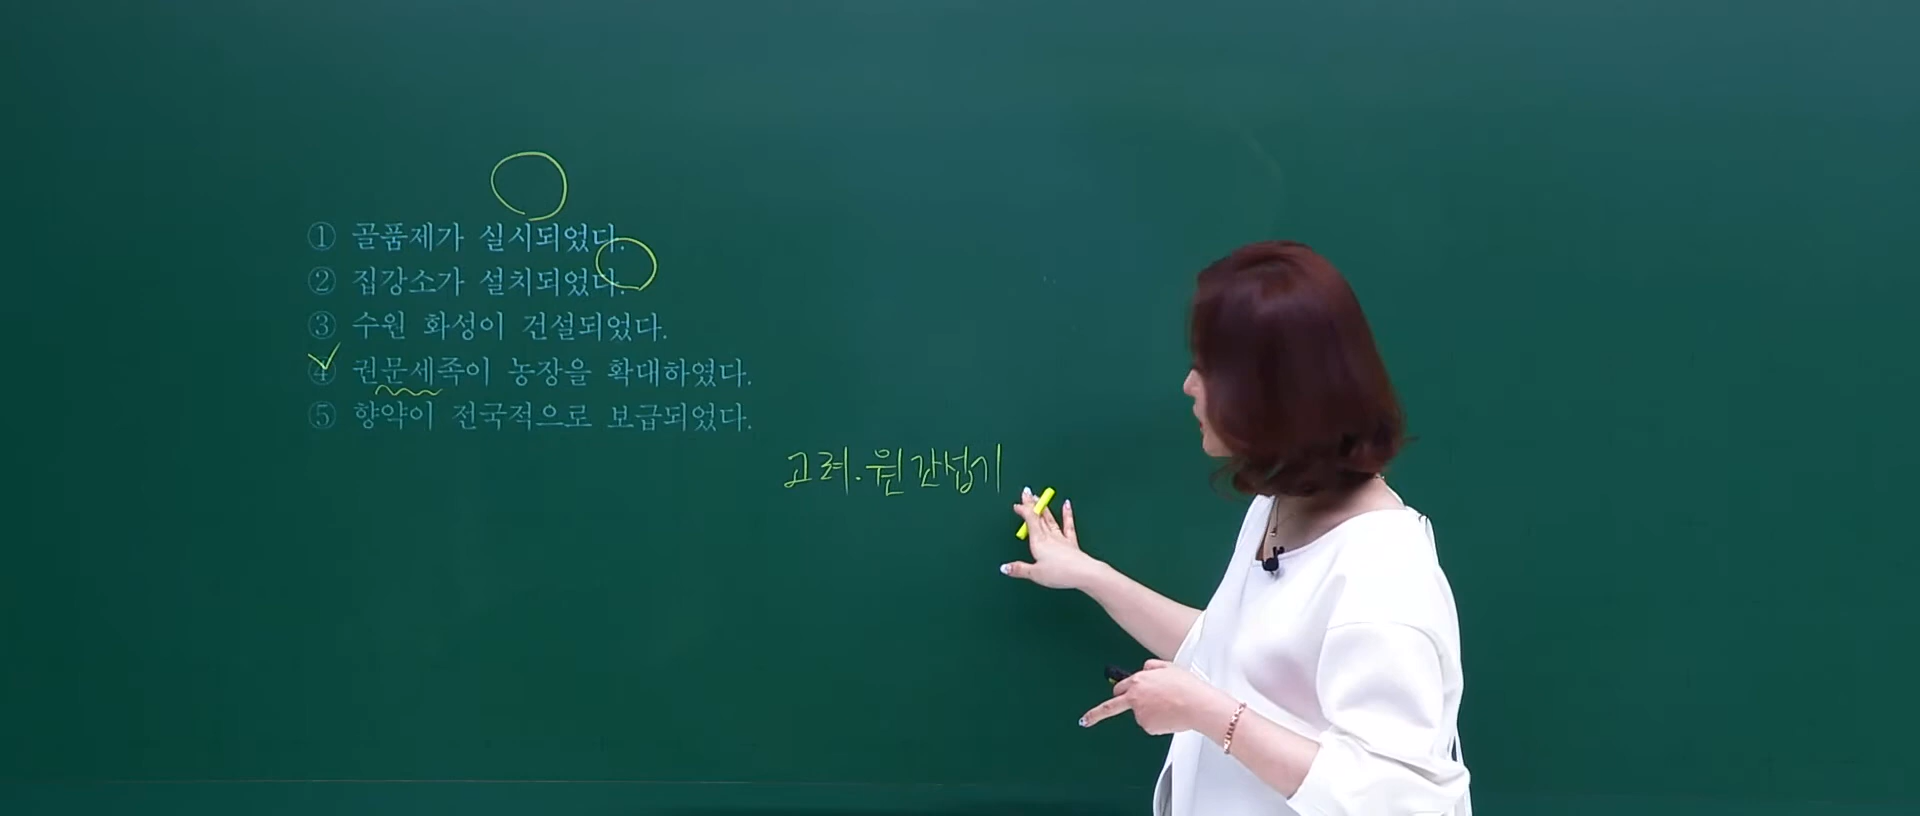 ① 골품제가 실시되었다.
② 집강소가 설치되었다.
③ 수원 화성이 건설되었다.
④ 권문세족이 농장을 확대하였다.
⑤ 향약이 전국적으로 보급되었다.
고려.원간섭기